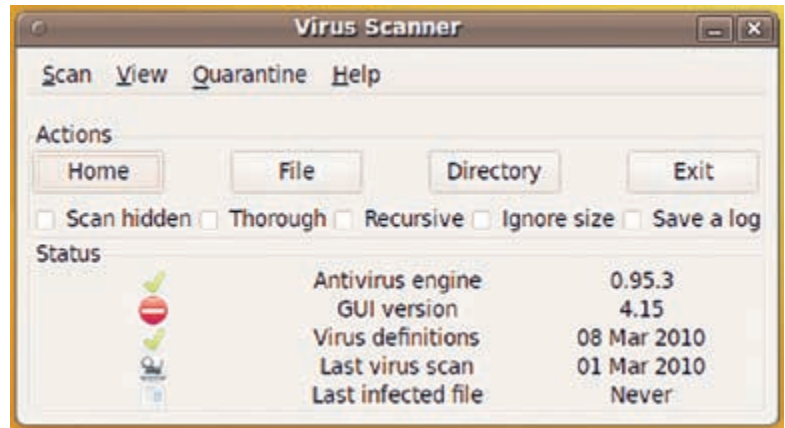 Virus Scanner
Scan View Quarantine Help
Actions
Home File Directory Exit
Scan hidden Thorough Recursive Ignore size Save a log
Status
Antivirus engine 0.95.3
GUI version 4.15
Virus definitions 08 Mar 2010
Last virus scan 01 Mar 2010
Last infected file Never